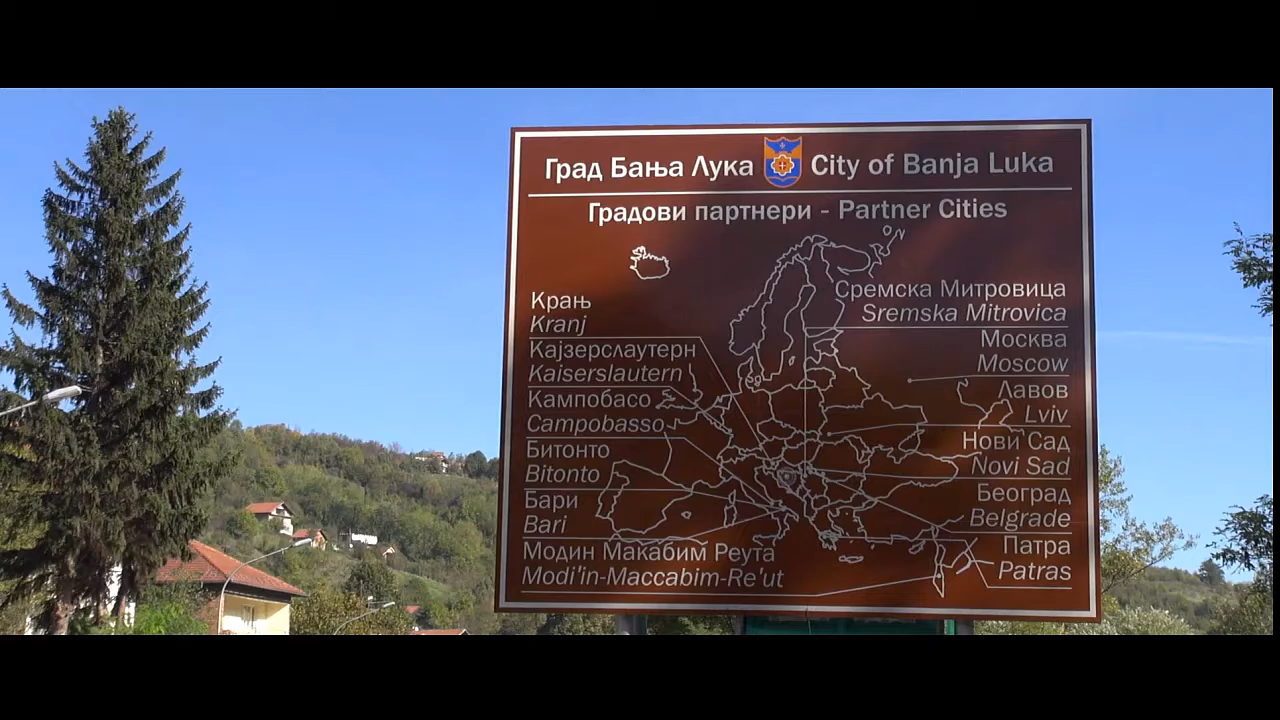 Град Бања Лука City of Banja Luka
Градови партнери - Partner Cities
Крањ
Kranj
Кајзерслаутерн
Kaiserslautern
Кампобасо
Campobasso
Битонто
Bitonto
Бари
Bari
Модин Макабим Реута
Modi'in-Maccabim-Re'ut
Сремска Митровица
Sremska Mitrovica
Москва
Moscow
Лавов
Lviv
Нови Сад
Novi Sad
Београд
Belgrade
Патра
Patras